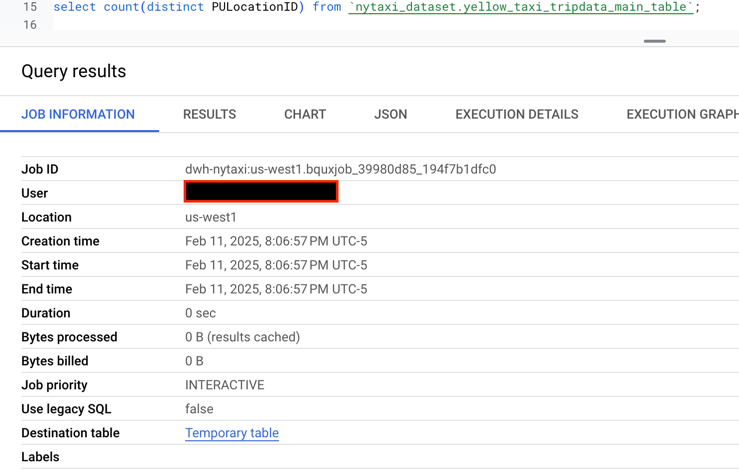 15 select count(distinct PULocationID) from `nytaxi_dataset.yellow_taxi_tripdata_main_table`;
16
Query results
JOB INFORMATION RESULTS CHART JSON EXECUTION DETAILS EXECUTION GRAPH
Job ID dwh-nytaxi:us-west1.bquxjob_39980d85_194f7b1dfc0
User
Location us-west1
Creation time Feb 11, 2025, 8:06:57 PM UTC-5
Start time Feb 11, 2025, 8:06:57 PM UTC-5
End time Feb 11, 2025, 8:06:57 PM UTC-5
Duration 0 sec
Bytes processed 0 B (results cached)
Bytes billed 0 B
Job priority INTERACTIVE
Use legacy SQL false
Destination table Temporary table
Labels